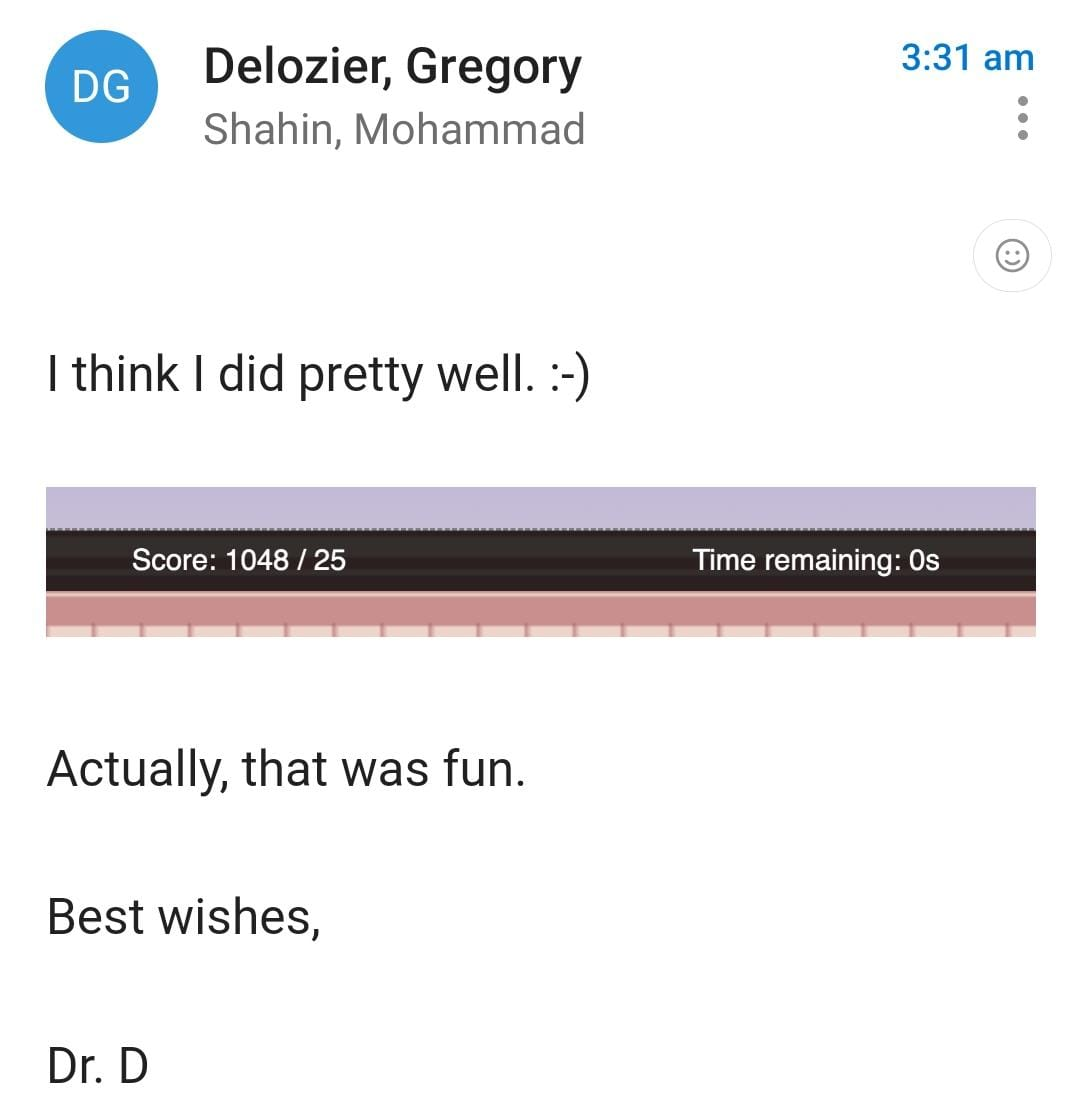 DG
Delozier, Gregory
3:31 am
Shahin, Mohammad
I think I did pretty well. :-)
Score: 1048 / 25
Time remaining: 0s
Actually, that was fun.
Best wishes,
Dr. D